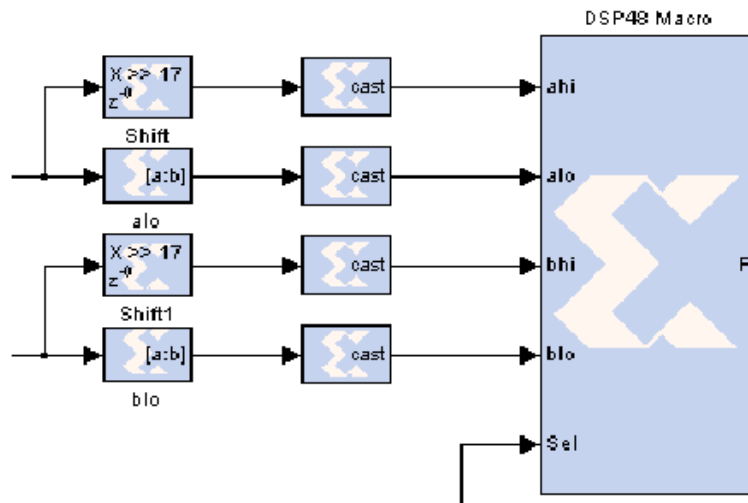 DSP48 Macro
X >> 17
z-0
cast
ahi
Shift
[a:b]
cast
alo
alo
X >> 17
z-0
cast
bhi
Shift1
[a:b]
cast
blo
blo
Sel